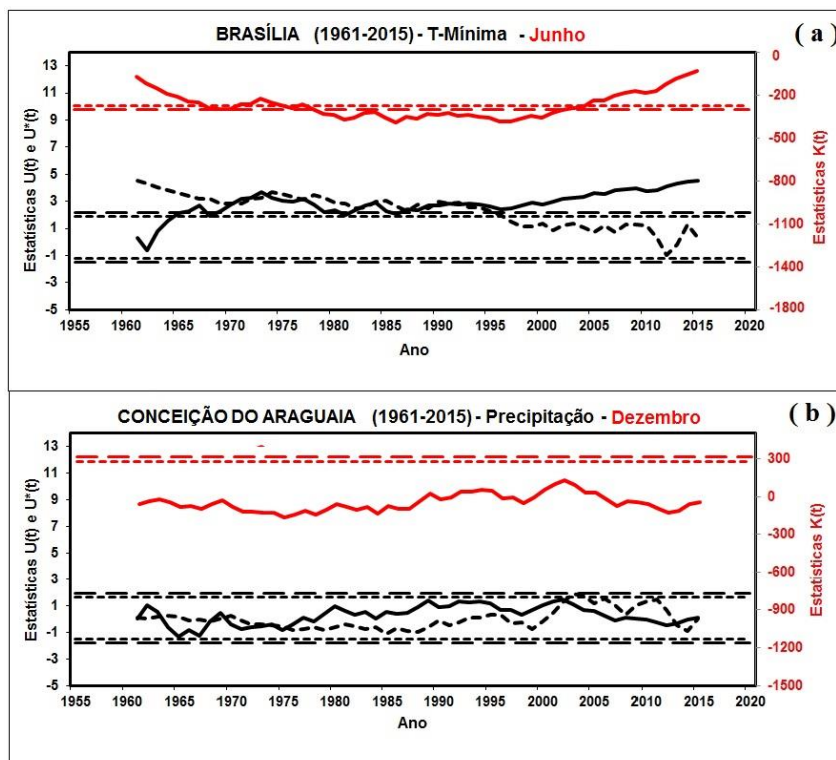 BRASÍLIA (1961-2015) - T-Mínima - Junho
( a )
Estatísticas U(t) e U*(t)
13
11
9
7
5
3
1
-1
-3
-5
0
-200
-500
-800
-1100
-1400
-1800
Estatísticas K(t)
1955 1960 1965 1970 1975 1980 1985 1990 1995 2000 2005 2010 2015 2020
Ano
CONCEIÇÃO DO ARAGUAIA (1961-2015) - Precipitação - Dezembro
( b )
Estatísticas U(t) e U*(t)
13
11
9
7
5
3
1
-1
-3
-5
300
0
-300
-600
-900
-1200
-1500
Estatísticas K(t)
1955 1960 1965 1970 1975 1980 1985 1990 1995 2000 2005 2010 2015 2020
Ano